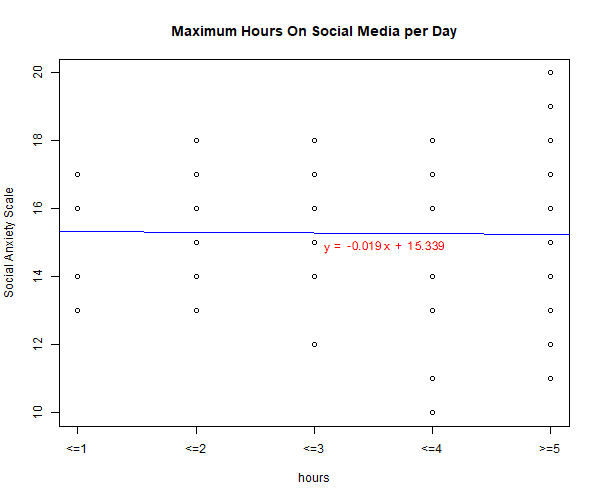 Maximum Hours On Social Media per Day
Social Anxiety Scale
20
18
16
14
12
10
y = -0.019 x + 15.339
<=1 <=2 <=3 <=4 >=5
hours